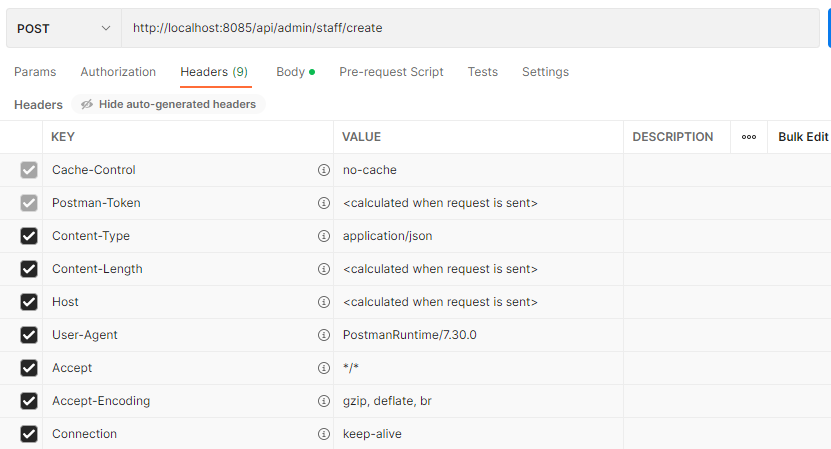 POST http://localhost:8085/api/admin/staff/create
Params Authorization Headers (9) Body Pre-request Script Tests Settings
Headers Hide auto-generated headers
KEY VALUE DESCRIPTION ooo Bulk Edit
Cache-Control no-cache
Postman-Token <calculated when request is sent>
Content-Type application/json
Content-Length <calculated when request is sent>
Host <calculated when request is sent>
User-Agent PostmanRuntime/7.30.0
Accept */*
Accept-Encoding gzip, deflate, br
Connection keep-alive